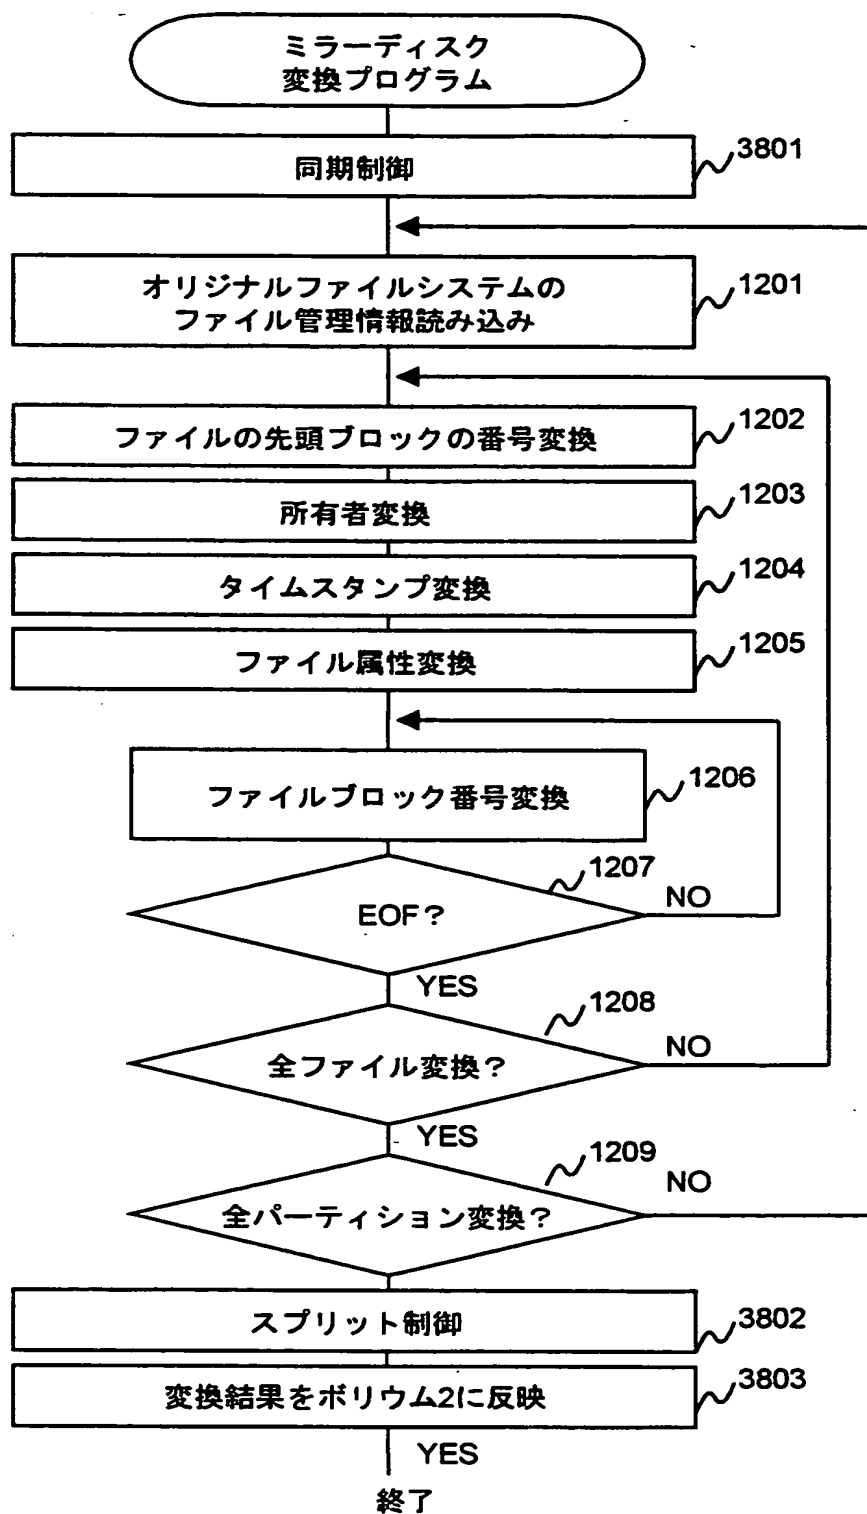 ミラーディスク
変換プログラム
同期制御
3801
オリジナルファイルシステムの
ファイル管理情報読み込み
1201
ファイルの先頭ブロックの番号変換
1202
所有者変換
1203
タイムスタンプ変換
1204
ファイル属性変換
1205
ファイルブロック番号変換
1206
EOF?
1207
NO
YES
全ファイル変換?
1208
NO
YES
全パーティション変換?
1209
NO
スプリット制御
3802
変換結果をボリウム2に反映
3803
YES
終了